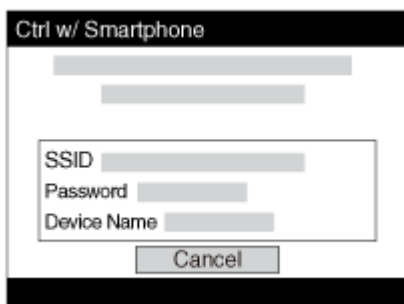 Ctrl w/ Smartphone
SSID
Password
Device Name
Cancel